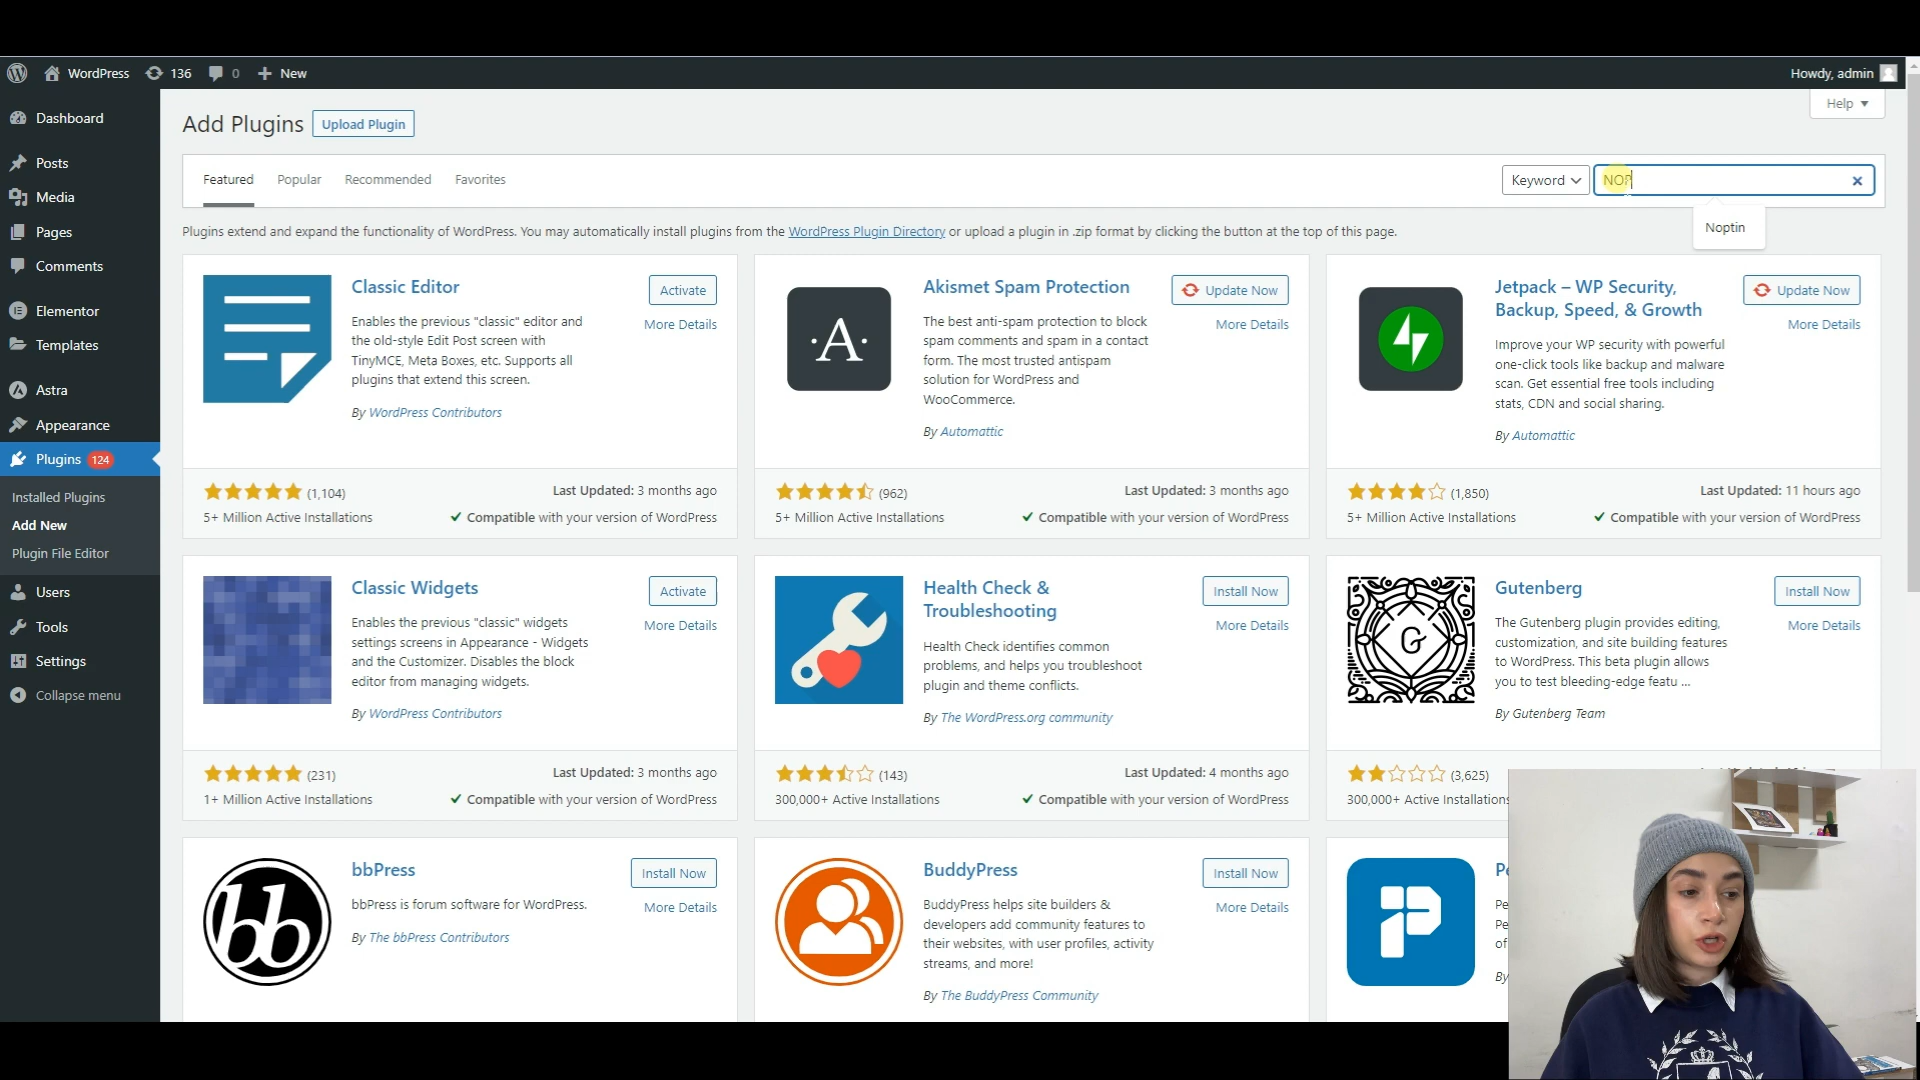 WordPress 136 0 New
Howdy, admin
Help
Dashboard
Posts
Media
Pages
Comments
Elementor
Templates
Astra
Appearance
Plugins 124
Installed Plugins
Add New
Plugin File Editor
Users
Tools
Settings
Collapse menu
Add Plugins Upload Plugin
Featured Popular Recommended Favorites
Keyword NOP
Noptin
Plugins extend and expand the functionality of WordPress. You may automatically install plugins from the WordPress Plugin Directory or upload a plugin in .zip format by clicking the button at the top of this page.
Classic Editor
Activate
More Details
Enables the previous "classic" editor and
the old-style Edit Post screen with
TinyMCE, Meta Boxes, etc. Supports all
plugins that extend this screen.
By WordPress Contributors
(1,104)
Last Updated: 3 months ago
5+ Million Active Installations
Compatible with your version of WordPress
·A·
Akismet Spam Protection
Update Now
More Details
The best anti-spam protection to block
spam comments and spam in a contact
form. The most trusted antispam
solution for WordPress and
WooCommerce.
By Automattic
(962)
Last Updated: 3 months ago
5+ Million Active Installations
Compatible with your version of WordPress
Jetpack – WP Security,
Backup, Speed, & Growth
Update Now
More Details
Improve your WP security with powerful
one-click tools like backup and malware
scan. Get essential free tools including
stats, CDN and social sharing.
By Automattic
(1,850)
Last Updated: 11 hours ago
5+ Million Active Installations
Compatible with your version of WordPress
Classic Widgets
Activate
More Details
Enables the previous "classic" widgets
settings screens in Appearance - Widgets
and the Customizer. Disables the block
editor from managing widgets.
By WordPress Contributors
(231)
Last Updated: 3 months ago
1+ Million Active Installations
Compatible with your version of WordPress
Health Check &
Troubleshooting
Install Now
More Details
Health Check identifies common
problems, and helps you troubleshoot
plugin and theme conflicts.
By The WordPress.org community
(143)
Last Updated: 4 months ago
300,000+ Active Installations
Compatible with your version of WordPress
G
Gutenberg
Install Now
More Details
The Gutenberg plugin provides editing,
customization, and site building features
to WordPress. This beta plugin allows
you to test bleeding-edge featu ...
By Gutenberg Team
(3,625)
300,000+ Active Installations
bb
bbPress
Install Now
More Details
bbPress is forum software for WordPress.
By The bbPress Contributors
BuddyPress
Install Now
More Details
BuddyPress helps site builders &
developers add community features to
their websites, with user profiles, activity
streams, and more!
By The BuddyPress Community
Pe
Pe
of
By